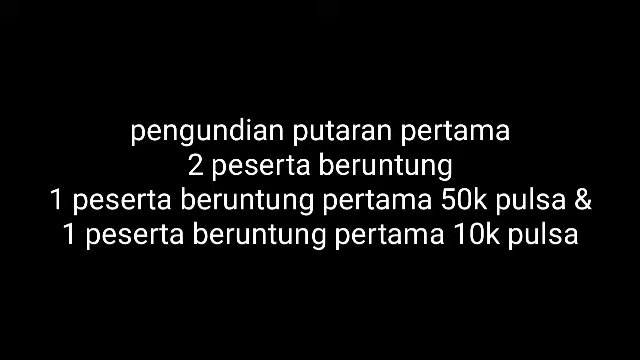 pengundian putaran pertama
2 peserta beruntung
1 peserta beruntung pertama 50k pulsa &
1 peserta beruntung pertama 10k pulsa